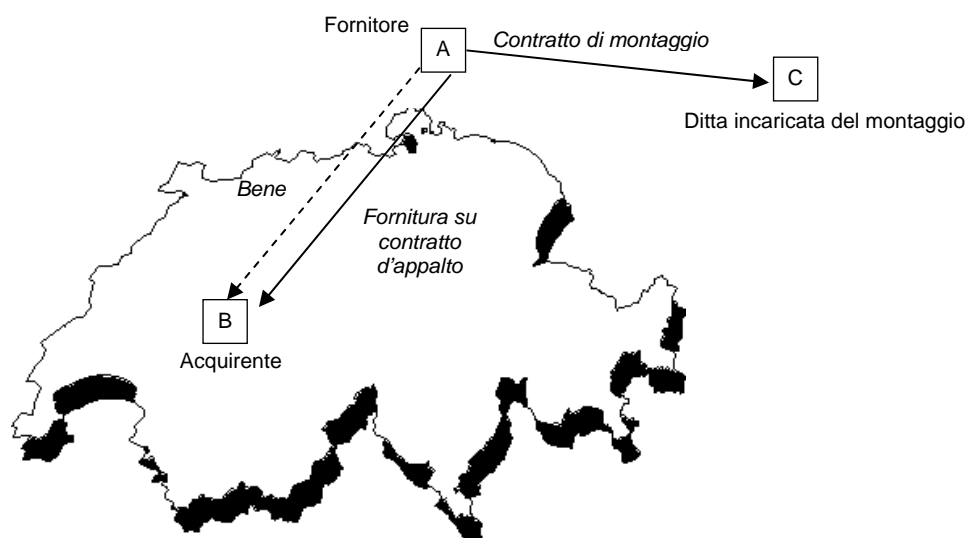 Fornitore
A
Contratto di montaggio
C
Ditta incaricata del montaggio
Bene
Fornitura su
contratto
d'appalto
B
Acquirente